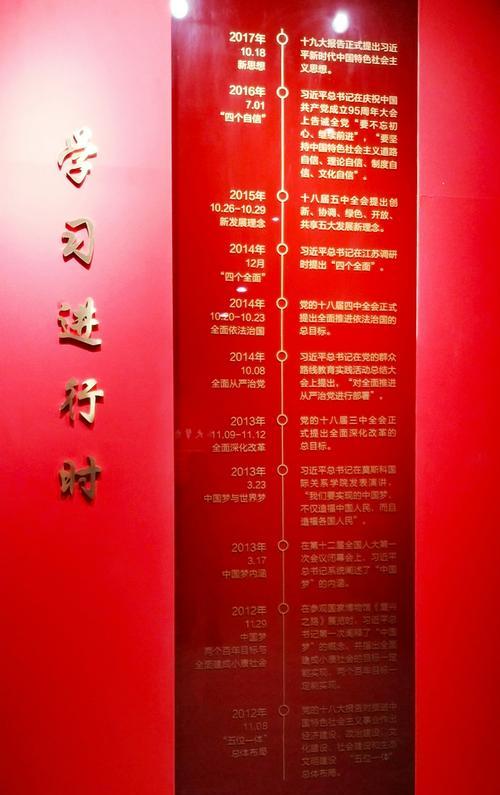 学习进行时
2017年
10.18
新思想
十九大报告正式提出习近
平新时代中国特色社会主
义思想。
2016年
7.01
“四个自信”
习近平总书记在庆祝中国
共产党成立95周年大会
上告诫全党“要不忘初
心、继续前进”，“要坚
持中国特色社会主义道路
自信、理论自信、制度自
信、文化自信”。
2015年
10.26-10.29
新发展理念
十八届五中全会提出创
新、协调、绿色、开放、
共享五大发展新理念。
2014年
12月
“四个全面”
习近平总书记在江苏调研
时提出“四个全面”。
2014年
10.20-10.23
全面依法治国
党的十八届四中全会正式
提出全面推进依法治国的
总目标。
2014年
10.08
全面从严治党
习近平总书记在党的群众
路线教育实践活动总结大
会上提出，“对全面推进
从严治党进行部署”。
2013年
11.09-11.12
全面深化改革
党的十八届三中全会正
式提出全面深化改革的
总目标。
2013年
3.23
中国梦与世界梦
习近平总书记在莫斯科国
际关系学院发表演讲，
“我们要实现的中国梦，
不仅造福中国人民，而且
造福各国人民”。
2013年
3.17
中国梦内涵
在第十二届全国人大第一
次会议闭幕会上，习近平
总书记系统阐述了“中国
梦”的内涵。
2012年
11.29
中国梦
两个百年目标与
全面建成小康社会
在参观国家博物馆《复兴
之路》展览时，习近平总
书记第一次阐释了“中国
梦”的概念，并指出全面
建成小康社会的目标一定
能实现，两个百年目标一
定能实现。
2012年
11.08
“五位一体”
总体布局
党的十八大报告对推进中
国特色社会主义事业作出
经济建设、政治建设、文
化建设、社会建设和生态
文明建设“五位一体”
总体布局。